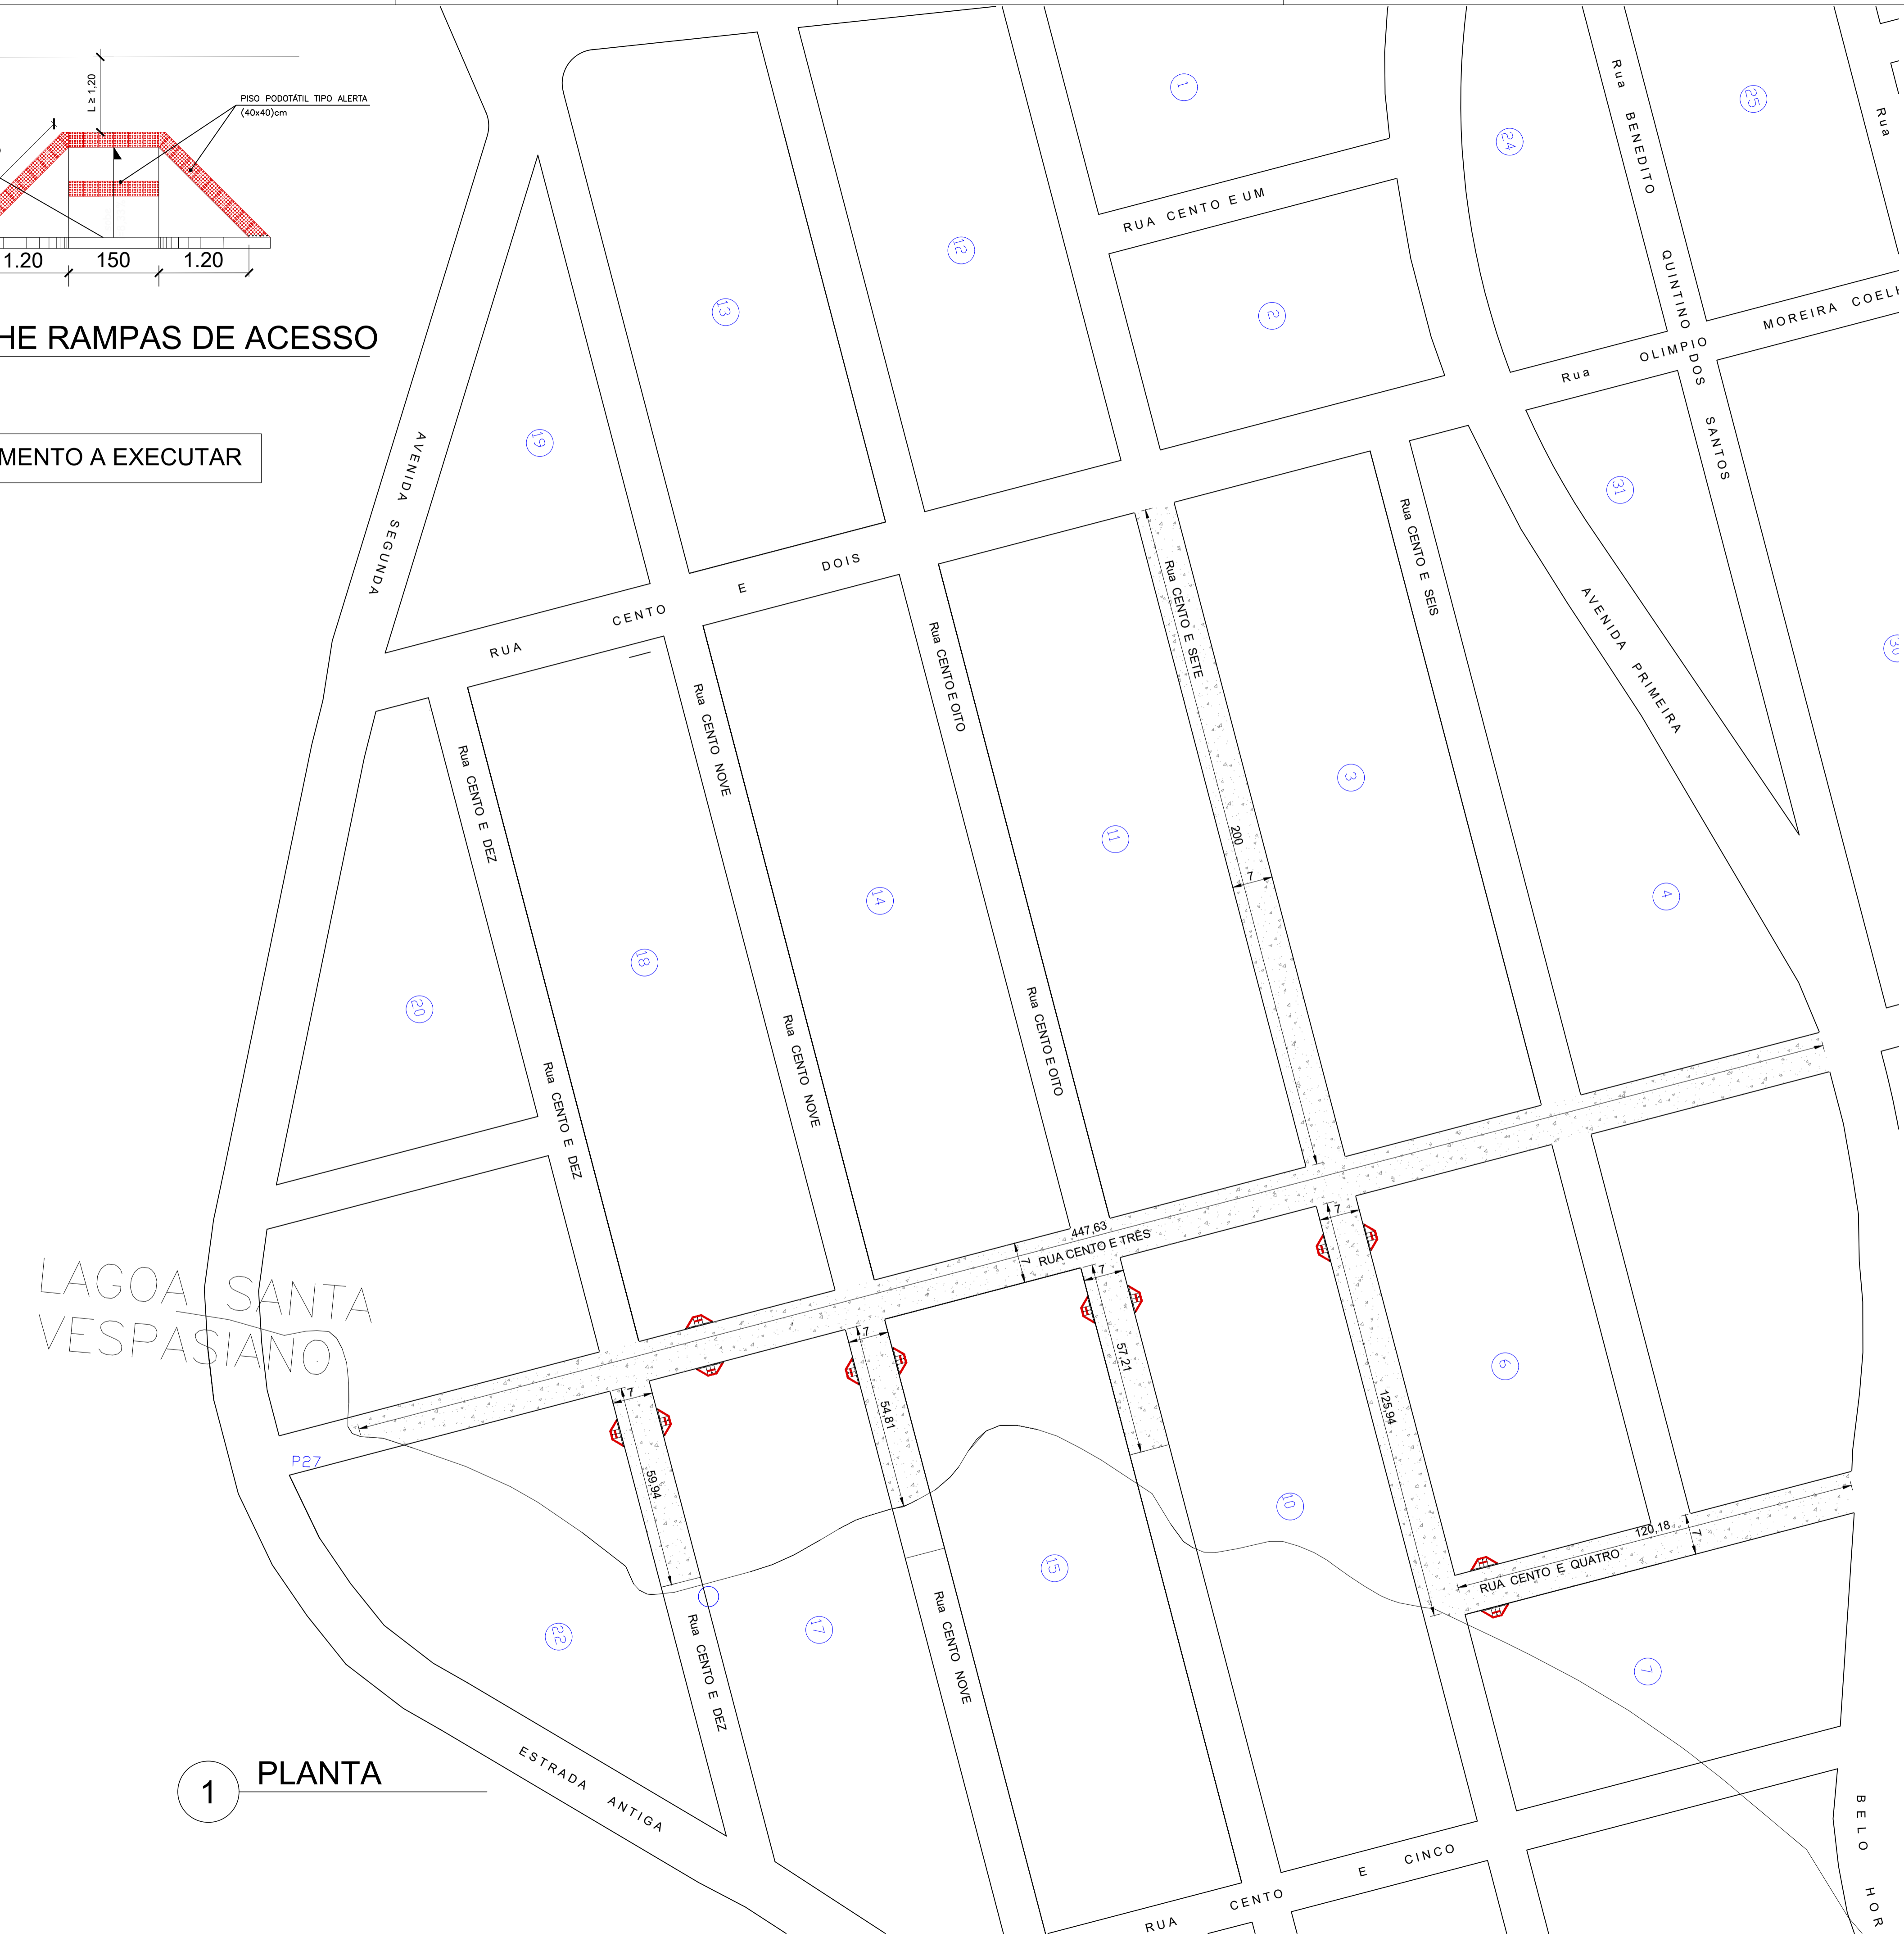 L ≥ 1,20
PISO PODOTÁTIL TIPO ALERTA
(40x40)cm
1.20
150
1.20
HE RAMPAS DE ACESSO
MENTO A EXECUTAR
1
24
25
Rua BENEDITO QUINTINO DOS SANTOS
Rua
RUA CENTO E UM
12
13
2
Rua OLIMPIO MOREIRA COEL
19
AVENIDA SEGUNDA
31
RUA CENTO E DOIS
Rua CENTO E SETE
Rua CENTO E SEIS
AVENIDA PRIMEIRA
30
Rua CENTO E OITO
Rua CENTO NOVE
Rua CENTO E DEZ
3
200
7
11
4
14
18
20
Rua CENTO E OITO
Rua CENTO NOVE
Rua CENTO E DEZ
447,63
RUA CENTO E TRÊS
7
7
7
7
7
LAGOA SANTA
VESPASIANO
P27
57,21
54,81
59,94
125,94
6
10
15
17
22
120,18
7
RUA CENTO E QUATRO
7
Rua CENTO NOVE
Rua CENTO E DEZ
1
PLANTA
ESTRADA ANTIGA
RUA CENTO E CINCO
BELO HOR